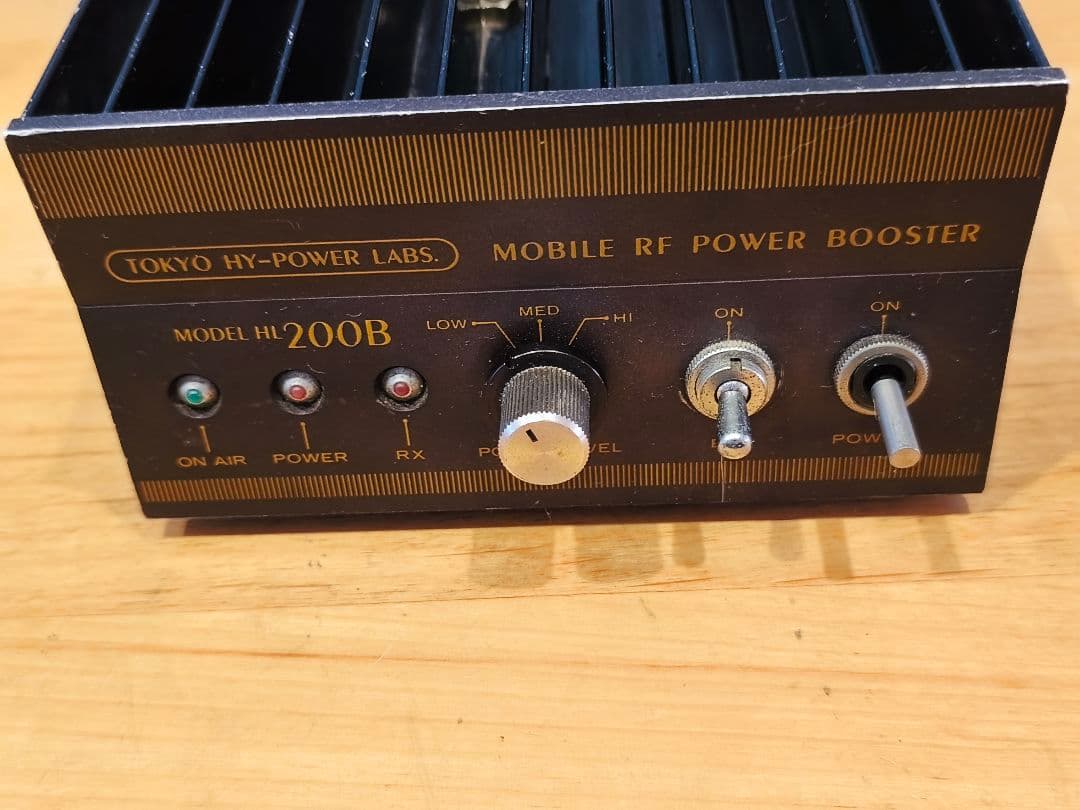 TOKYO HY-POWER LABS.
MOBILE RF POWER BOOSTER
MODEL HL 200B
LOW
MED
HI
ON
ON
ON AIR
POWER
RX